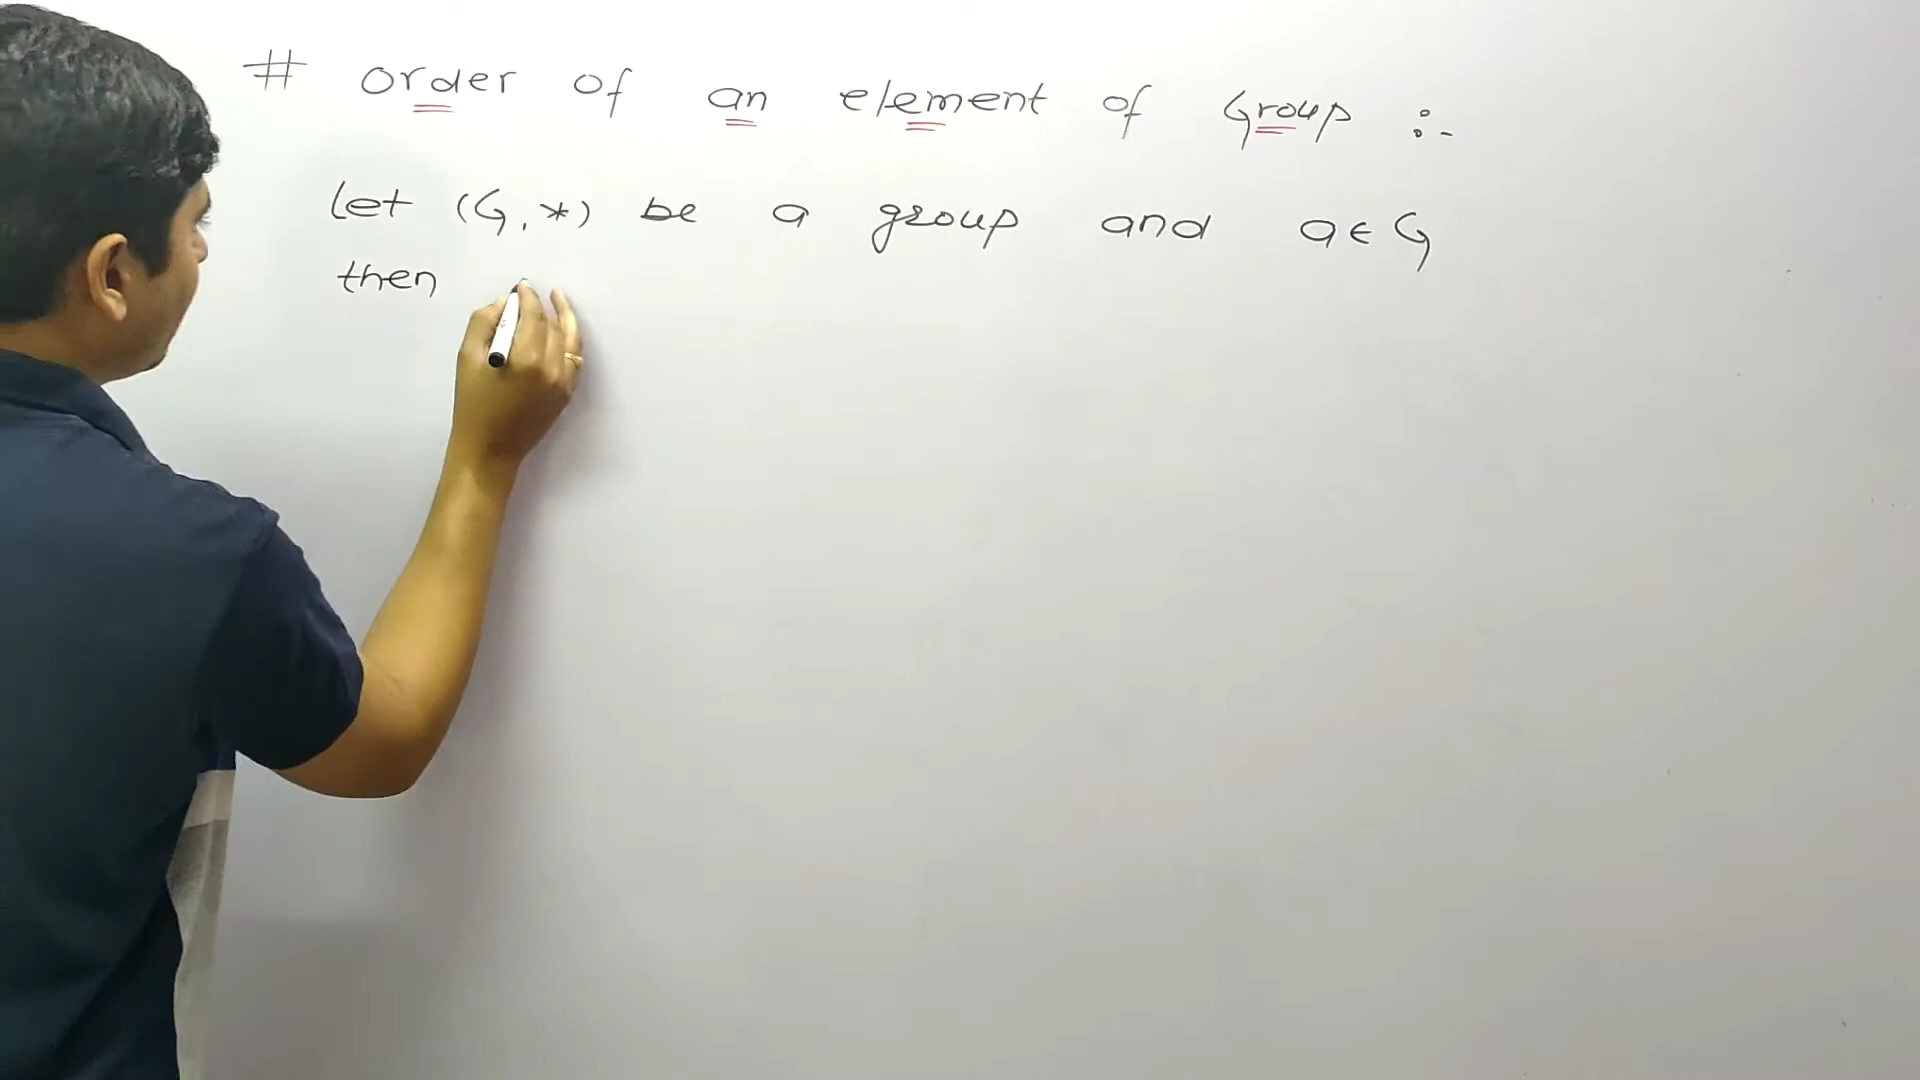 # order of an element of Group :-
Let (G, *) be a group and a ∈ G
then